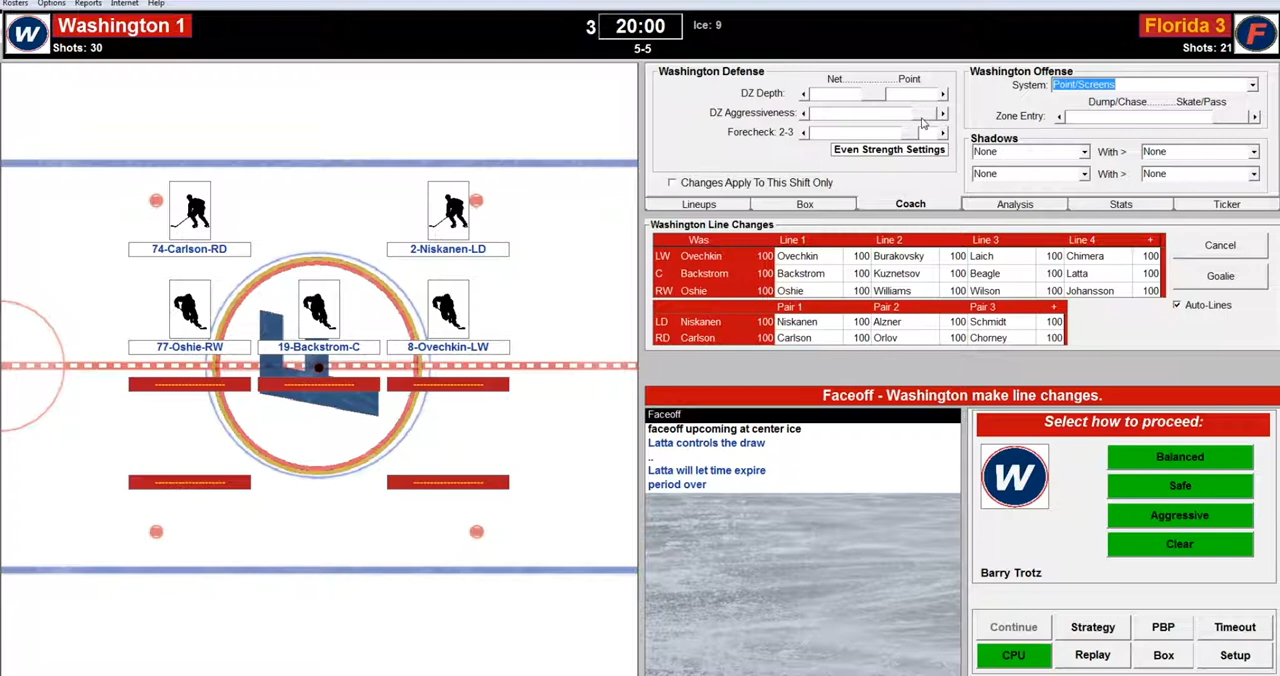 Rosters Options Reports Internet Help
W Washington 1
Shots: 30
3 20:00 Ice: 9
5-5
Florida 3 F
Shots: 21
Washington Defense
Net..................Point
DZ Depth:
DZ Aggressiveness:
Forecheck: 2-3
Even Strength Settings
Changes Apply To This Shift Only
Washington Offense
System: Point/Screens
Dump/Chase..........Skate/Pass
Zone Entry:
Shadows
None With > None
None With > None
Lineups Box Coach Analysis Stats Ticker
74-Carlson-RD 2-Niskanen-LD
77-Oshie-RW 19-Backstrom-C 8-Ovechkin-LW
Washington Line Changes
Was Line 1 Line 2 Line 3 Line 4 +
LW Ovechkin 100 Ovechkin 100 Burakovsky 100 Laich 100 Chimera 100
C Backstrom 100 Backstrom 100 Kuznetsov 100 Beagle 100 Latta 100
RW Oshie 100 Oshie 100 Williams 100 Wilson 100 Johansson 100
Pair 1 Pair 2 Pair 3 +
LD Niskanen 100 Niskanen 100 Alzner 100 Schmidt 100
RD Carlson 100 Carlson 100 Orlov 100 Chorney 100
Cancel
Goalie
Auto-Lines
Faceoff - Washington make line changes.
Faceoff
faceoff upcoming at center ice
Latta controls the draw
..
Latta will let time expire
period over
Select how to proceed:
W
Balanced
Safe
Aggressive
Clear
Barry Trotz
Continue Strategy PBP Timeout
CPU Replay Box Setup